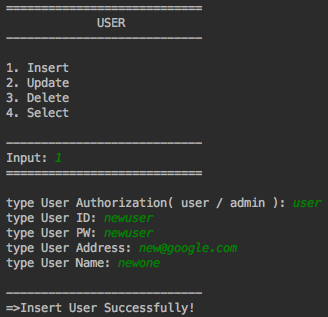 ============================
USER
----------------------------
1. Insert
2. Update
3. Delete
4. Select
----------------------------
Input: 1
============================
type User Authorization( user / admin ): user
type User ID: newuser
type User PW: newuser
type User Address: new@google.com
type User Name: newone
----------------------------
=>Insert User Successfully!